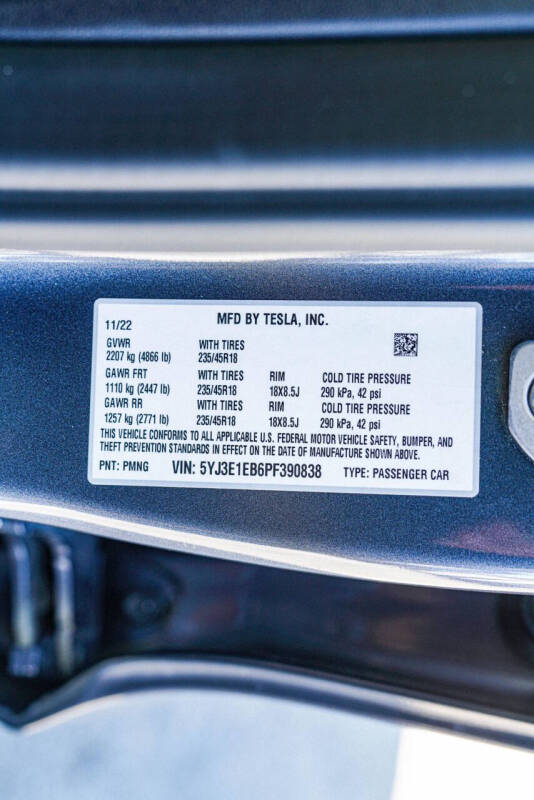 MFD BY TESLA, INC.
11/22
GVWR WITH TIRES
2207 kg (4866 lb) 235/45R18
GAWR FRT WITH TIRES RIM COLD TIRE PRESSURE
1110 kg (2447 lb) 235/45R18 18X8.5J 290 kPa, 42 psi
GAWR RR WITH TIRES RIM COLD TIRE PRESSURE
1257 kg (2771 lb) 235/45R18 18X8.5J 290 kPa, 42 psi
THIS VEHICLE CONFORMS TO ALL APPLICABLE U.S. FEDERAL MOTOR VEHICLE SAFETY, BUMPER, AND
THEFT PREVENTION STANDARDS IN EFFECT ON THE DATE OF MANUFACTURE SHOWN ABOVE.
PNT: PMNG VIN: 5YJ3E1EB6PF390838 TYPE: PASSENGER CAR